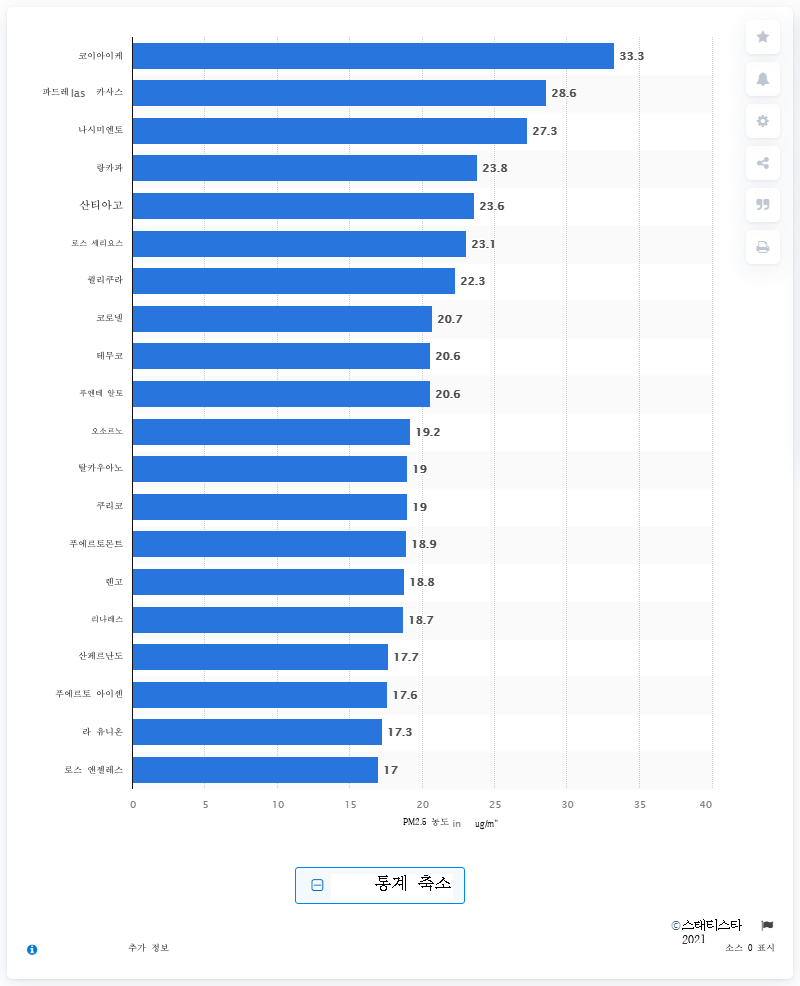 코이아이케 33.3
파드레 las 카사스 28.6
나시미엔토 27.3
랑카과 23.8
산티아고 23.6
로스 세리요스 23.1
퀼리쿠라 22.3
코로넬 20.7
테무코 20.6
푸엔테 알토 20.6
오소르노 19.2
탈카우아노 19
쿠리코 19
푸에르토몬트 18.9
렌고 18.8
리나레스 18.7
산페르난도 17.7
푸에르토 아이센 17.6
라 유니온 17.3
로스 엔젤레스 17
0 5 10 15 20 25 30 35 40
PM2.5 농도 in ug/m"
통계 축소
©스태티스타
2021
추가 정보
소스 0 표시